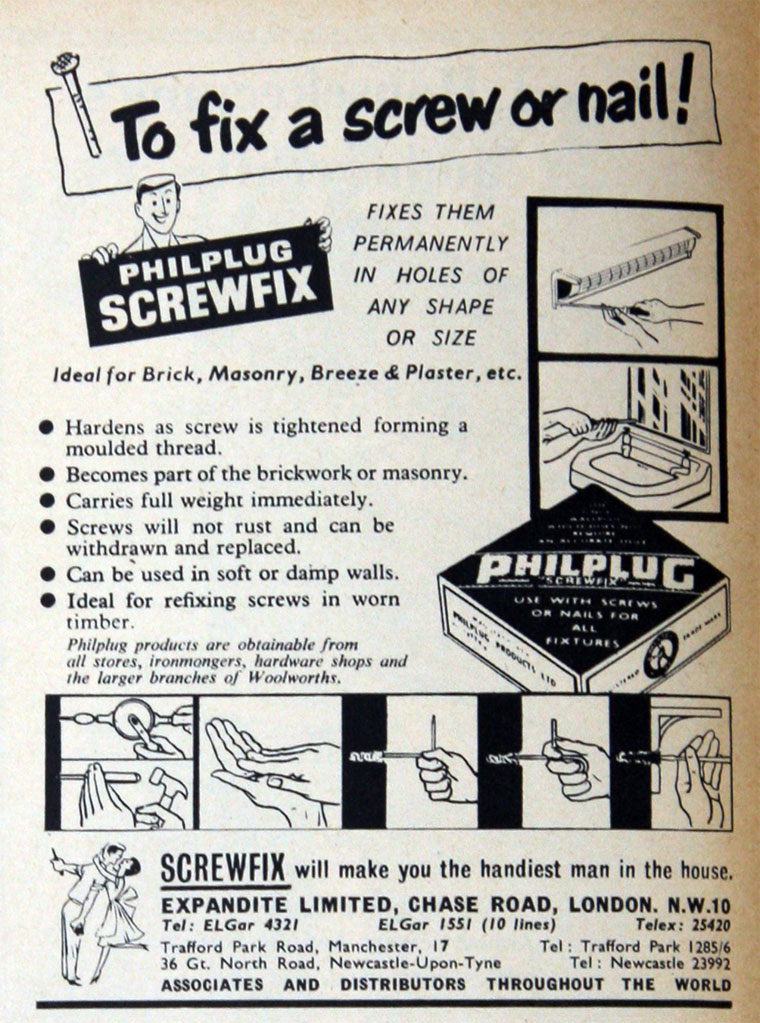 To fix a screw or nail!
PHILPLUG
SCREWFIX
FIXES THEM
PERMANENTLY
IN HOLES OF
ANY SHAPE
OR SIZE
Ideal for Brick, Masonry, Breeze & Plaster, etc.
● Hardens as screw is tightened forming a
moulded thread.
● Becomes part of the brickwork or masonry.
● Carries full weight immediately.
● Screws will not rust and can be
withdrawn and replaced.
● Can be used in soft or damp walls.
● Ideal for refixing screws in worn
timber.
Philplug products are obtainable from
all stores, ironmongers, hardware shops and
the larger branches of Woolworths.
PHILPLUG
"SCREWFIX"
USE WITH SCREWS
OR NAILS FOR
ALL
FIXTURES
PHILPLUG PRODUCTS LTD
TRADE MARK
SCREWFIX will make you the handiest man in the house.
EXPANDITE LIMITED, CHASE ROAD, LONDON. N.W.10
Tel: ELGar 4321 ELGar 1551 (10 lines) Telex: 25420
Trafford Park Road, Manchester, 17 Tel: Trafford Park 1285/6
36 Gt. North Road, Newcastle-Upon-Tyne Tel: Newcastle 23992
ASSOCIATES AND DISTRIBUTORS THROUGHOUT THE WORLD